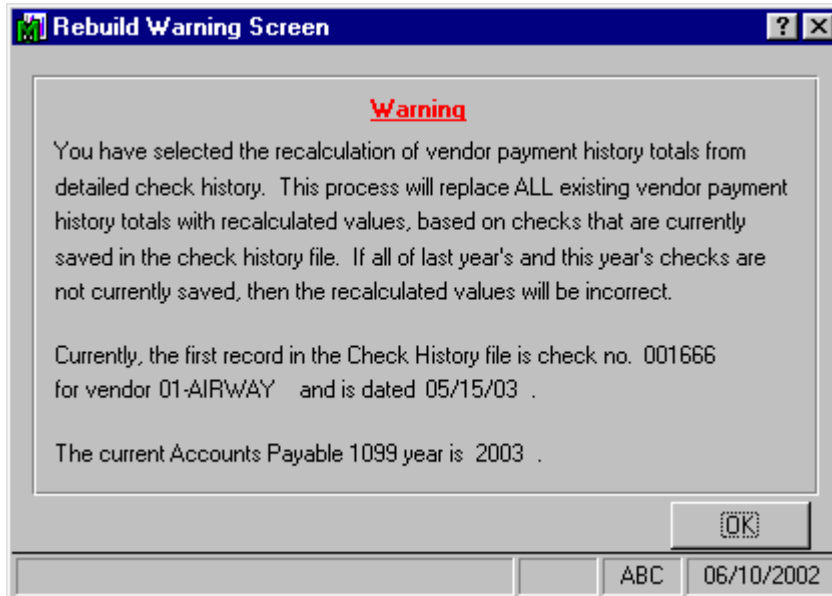 Rebuild Warning Screen
Warning
You have selected the recalculation of vendor payment history totals from
detailed check history.  This process will replace ALL existing vendor payment
history totals with recalculated values, based on checks that are currently
saved in the check history file.  If all of last year's and this year's checks are
not currently saved, then the recalculated values will be incorrect.
Currently, the first record in the Check History file is check no.  001666
for vendor 01-AIRWAY    and is dated 05/15/03  .
The current Accounts Payable 1099 year is  2003  .
OK
ABC 06/10/2002